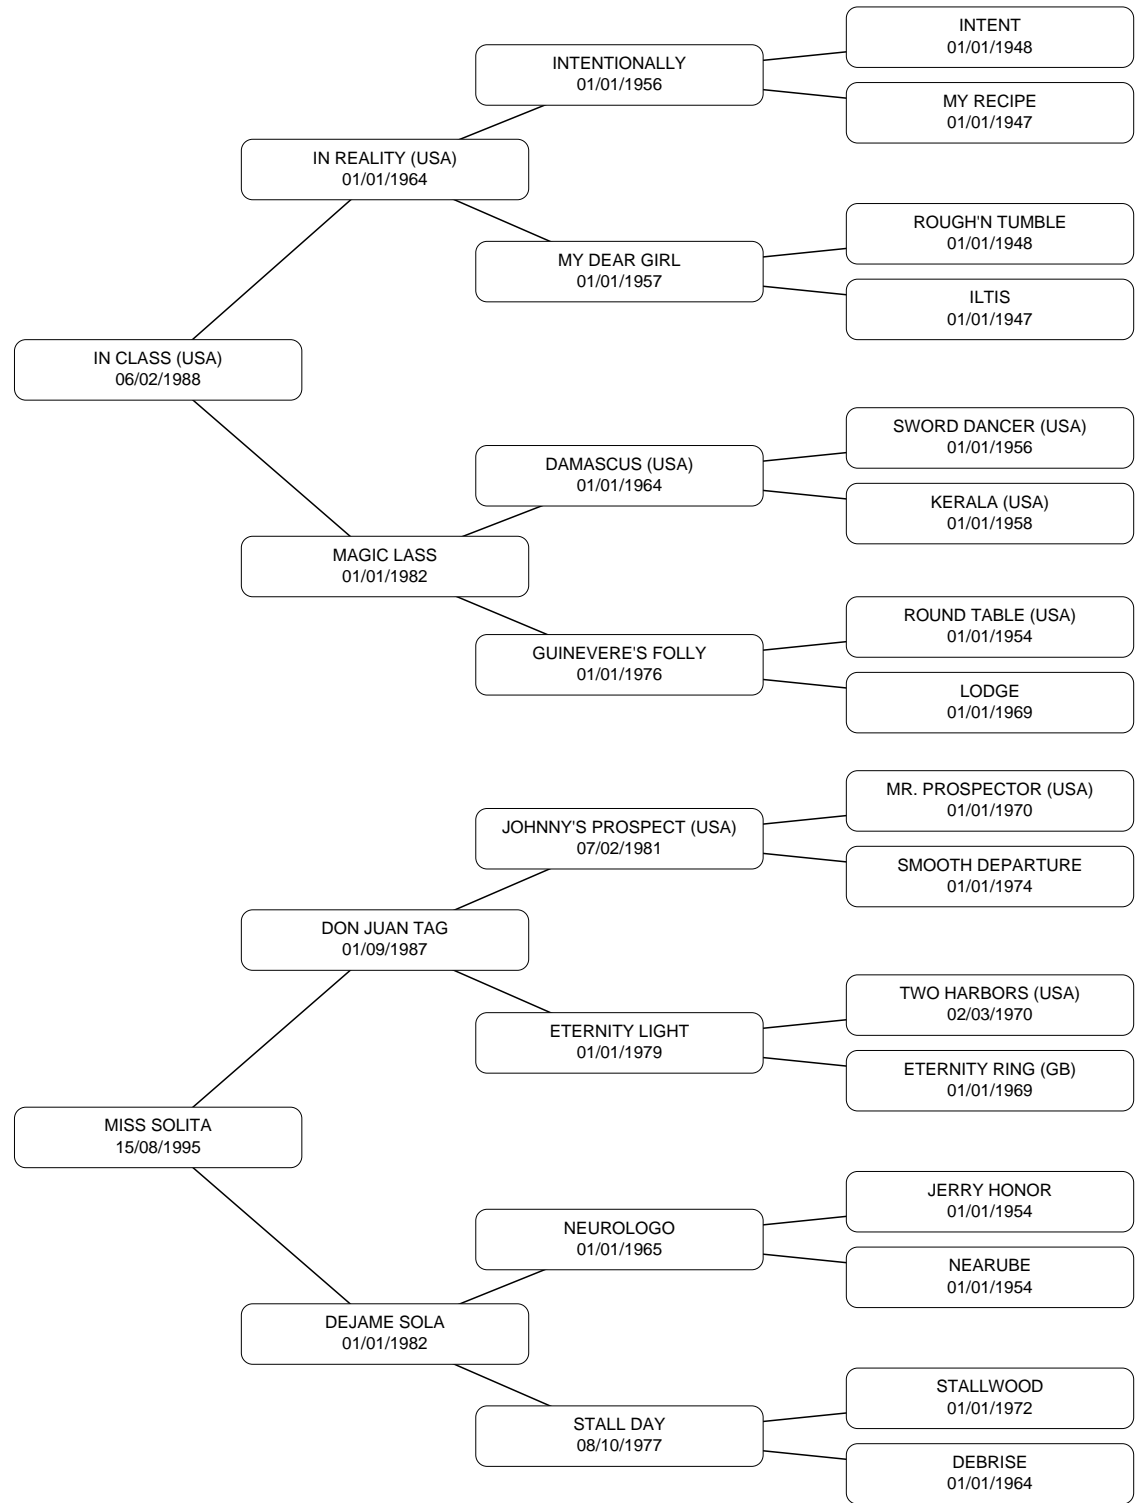 INTENT
01/01/1948
INTENTIONALLY
01/01/1956
MY RECIPE
01/01/1947
IN REALITY (USA)
01/01/1964
ROUGH'N TUMBLE
01/01/1948
MY DEAR GIRL
01/01/1957
ILTIS
01/01/1947
IN CLASS (USA)
06/02/1988
SWORD DANCER (USA)
01/01/1956
DAMASCUS (USA)
01/01/1964
KERALA (USA)
01/01/1958
MAGIC LASS
01/01/1982
ROUND TABLE (USA)
01/01/1954
GUINEVERE'S FOLLY
01/01/1976
LODGE
01/01/1969
MR. PROSPECTOR (USA)
01/01/1970
JOHNNY'S PROSPECT (USA)
07/02/1981
SMOOTH DEPARTURE
01/01/1974
DON JUAN TAG
01/09/1987
TWO HARBORS (USA)
02/03/1970
ETERNITY LIGHT
01/01/1979
ETERNITY RING (GB)
01/01/1969
MISS SOLITA
15/08/1995
JERRY HONOR
01/01/1954
NEUROLOGO
01/01/1965
NEARUBE
01/01/1954
DEJAME SOLA
01/01/1982
STALLWOOD
01/01/1972
STALL DAY
08/10/1977
DEBRISE
01/01/1964